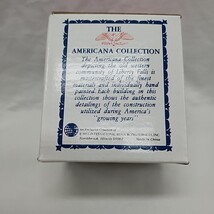 THE
AMERICANA COLLECTION
The Americana Collection
depicting the old western
community of Liberty Falls
is mastercrafted of the finest
materials and individually hand
painted. Each building in this
collection shows the authentic
detailings of the construction
utilized during America's
"growing years"